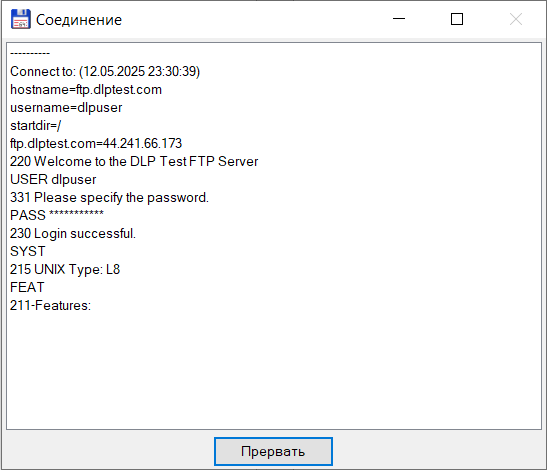 Соединение
----------
Connect to: (12.05.2025 23:30:39)
hostname=ftp.dlptest.com
username=dlpuser
startdir=/
ftp.dlptest.com=44.241.66.173
220 Welcome to the DLP Test FTP Server
USER dlpuser
331 Please specify the password.
PASS ***********
230 Login successful.
SYST
215 UNIX Type: L8
FEAT
211-Features:
Прервать